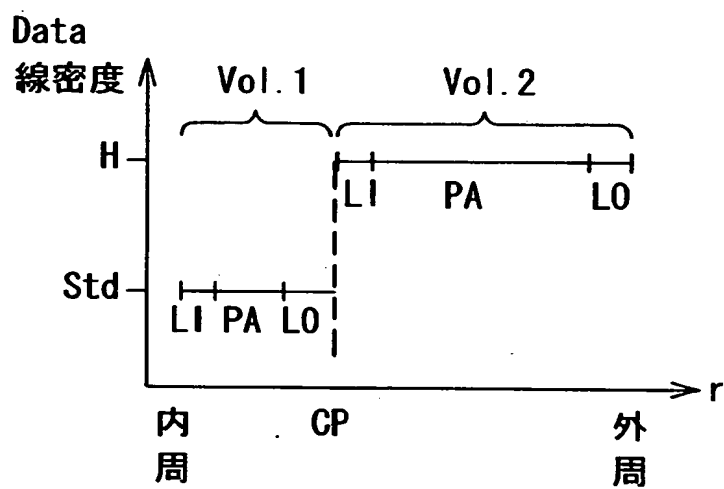 Data
線密度
Vol.1 Vol.2
H
LI PA LO
Std
LI PA LO
r
内周 CP 外周